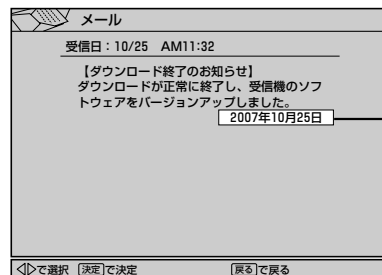 メール
受信日：10/25　AM11:32
【ダウンロード終了のお知らせ】
ダウンロードが正常に終了し、受信機のソフ
トウェアをバージョンアップしました。
2007年10月25日
◁▷で選択　決定で決定　戻るで戻る